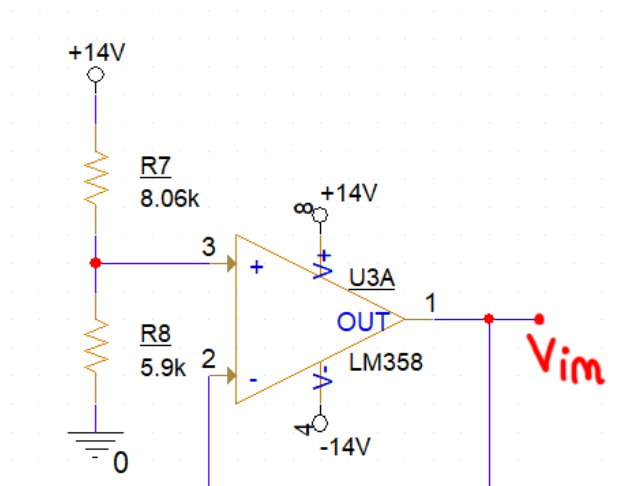 +14V
R7
8.06k
8
+14V
3
+
V+
U3A
1
OUT
Vim
R8
5.9k
2
-
V-
LM358
4
-14V
0